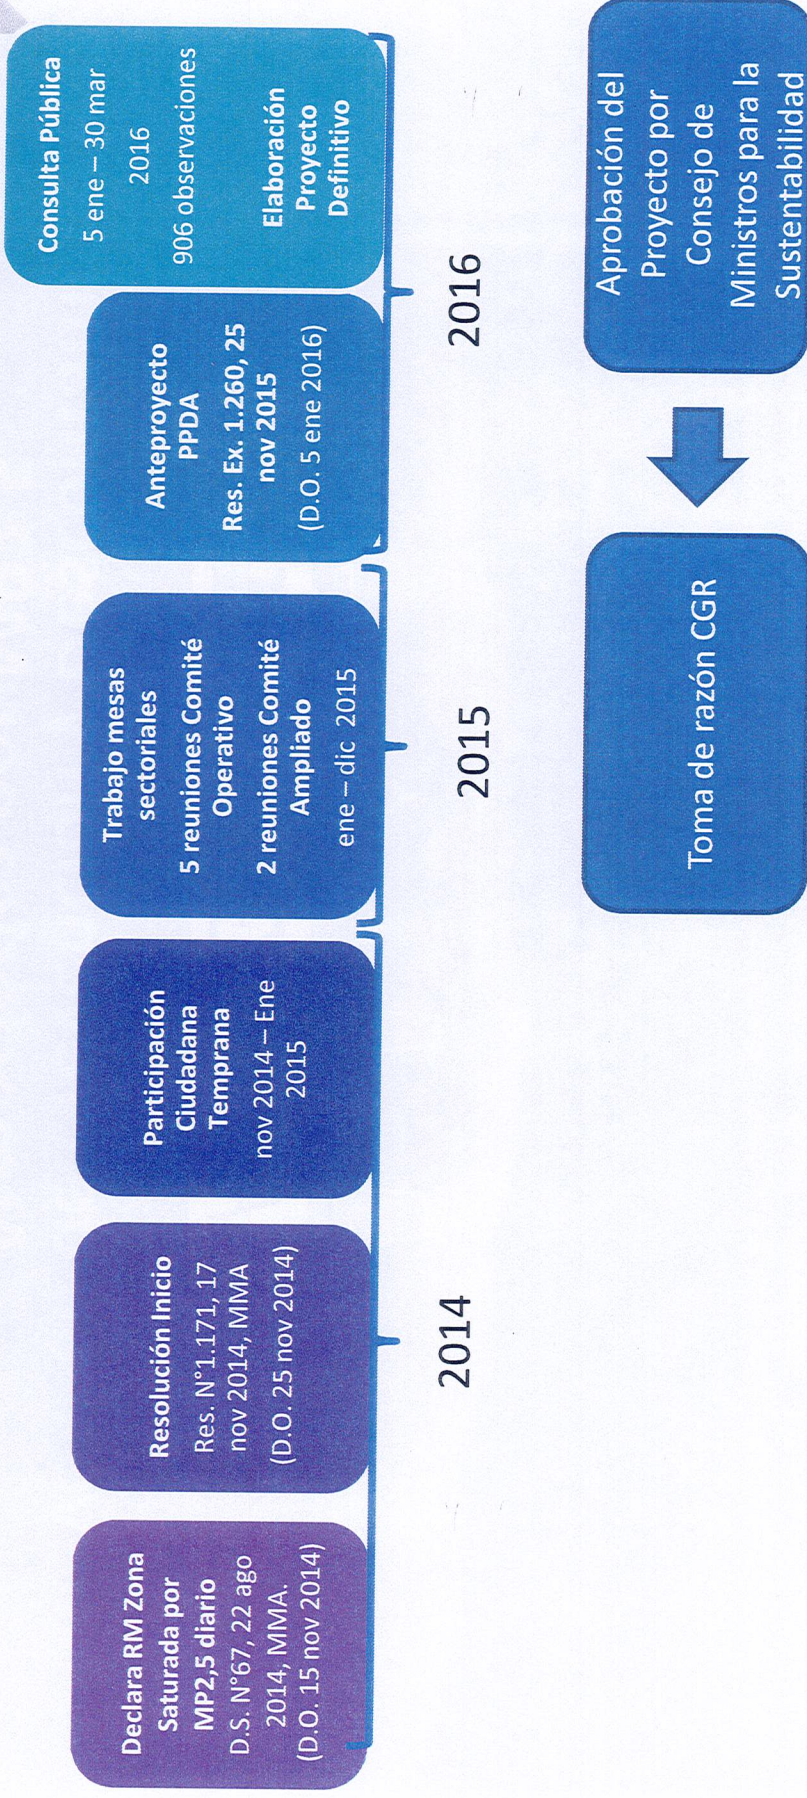 Declara RM Zona
Saturada por
MP2,5 diario
D.S. N°67, 22 ago
2014, MMA.
(D.O. 15 nov 2014)
Resolución Inicio
Res. N°1.171, 17
nov 2014, MMA
(D.O. 25 nov 2014)
Participación
Ciudadana
Temprana
nov 2014 – Ene
2015
Trabajo mesas
sectoriales
5 reuniones Comité
Operativo
2 reuniones Comité
Ampliado
ene – dic 2015
Anteproyecto
PPDA
Res. Ex. 1.260, 25
nov 2015
(D.O. 5 ene 2016)
Consulta Pública
5 ene – 30 mar
2016
906 observaciones
Elaboración
Proyecto
Definitivo
2014
2015
2016
Toma de razón CGR
Aprobación del
Proyecto por
Consejo de
Ministros para la
Sustentabilidad